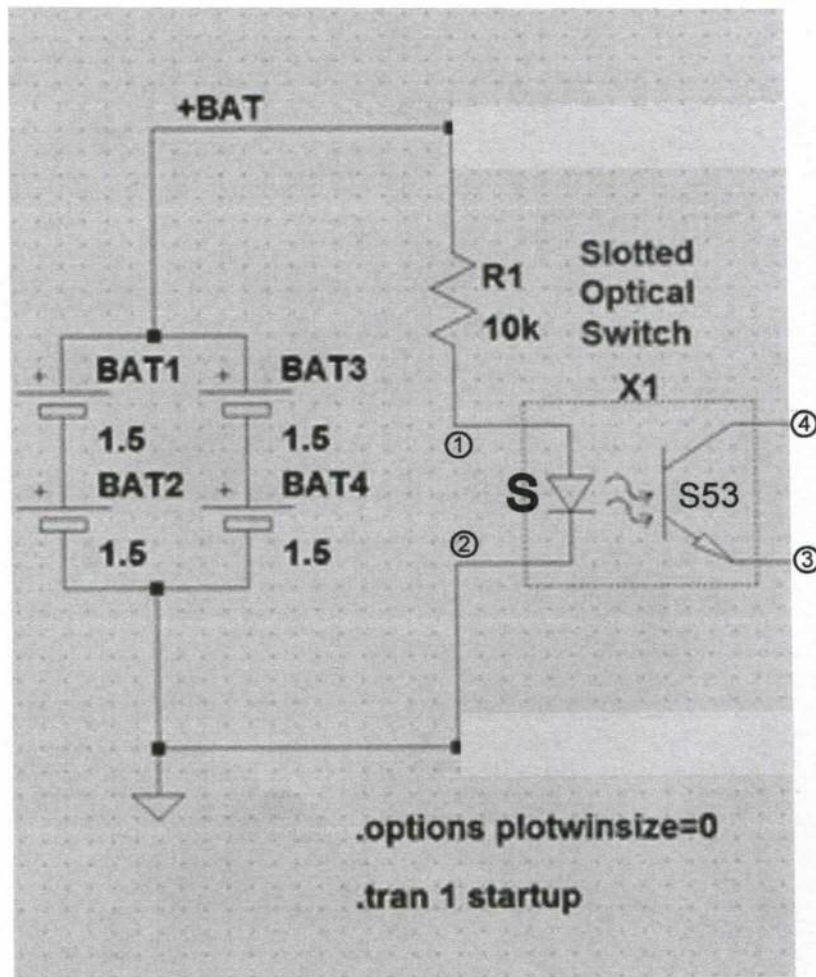 +BAT
Slotted
Optical
Switch
R1
10k
X1
+ BAT1
+ BAT3
1.5
1.5
① ④
+ BAT2
+ BAT4
S
S53
1.5
1.5
② ③
.options plotwinsize=0
.tran 1 startup